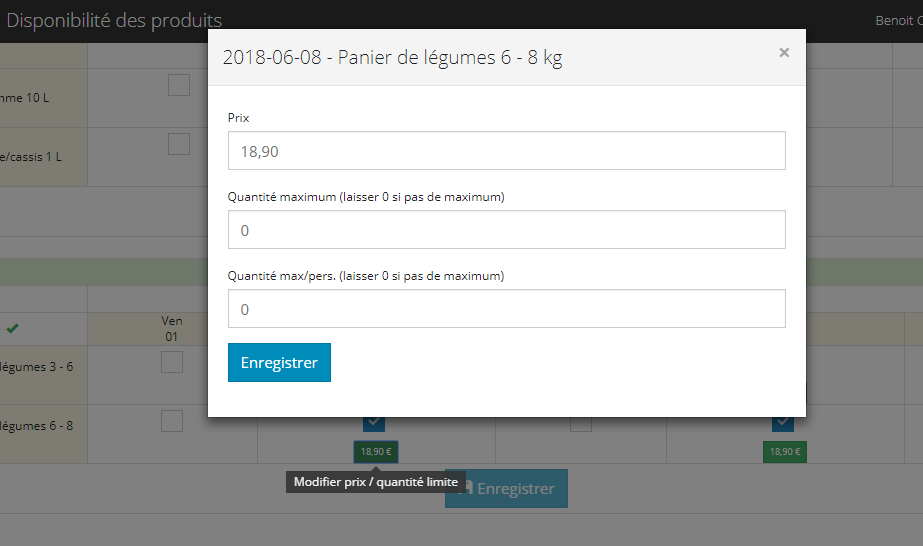 Disponibilité des produits
Benoit C
2018-06-08 - Panier de légumes 6 - 8 kg
×
mme 10 L
e/cassis 1 L
Prix
18,90
Quantité maximum (laisser 0 si pas de maximum)
0
Quantité max/pers. (laisser 0 si pas de maximum)
0
Ven
01
légumes 3 - 6
Enregistrer
légumes 6 - 8
18,90 €
18,90 €
Modifier prix / quantité limite
Enregistrer